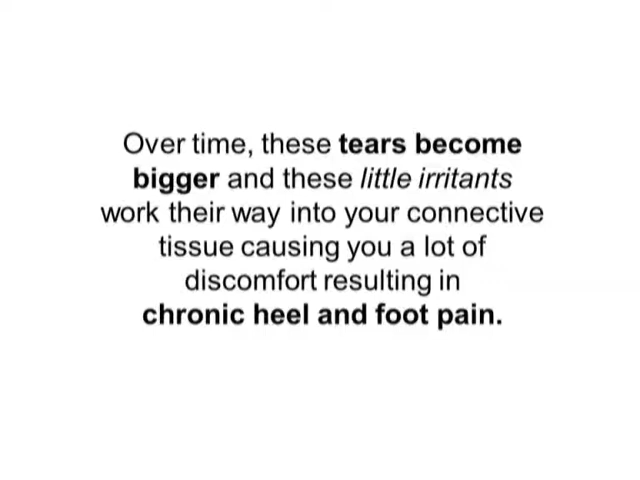 Over time, these tears become
bigger and these little irritants
work their way into your connective
tissue causing you a lot of
discomfort resulting in
chronic heel and foot pain.